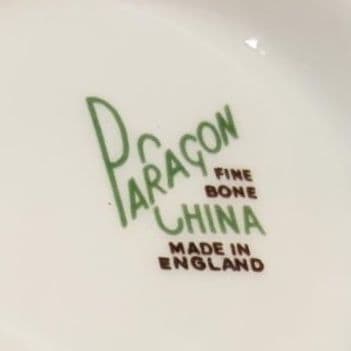 PARAGON
FINE
BONE
CHINA
MADE IN
ENGLAND